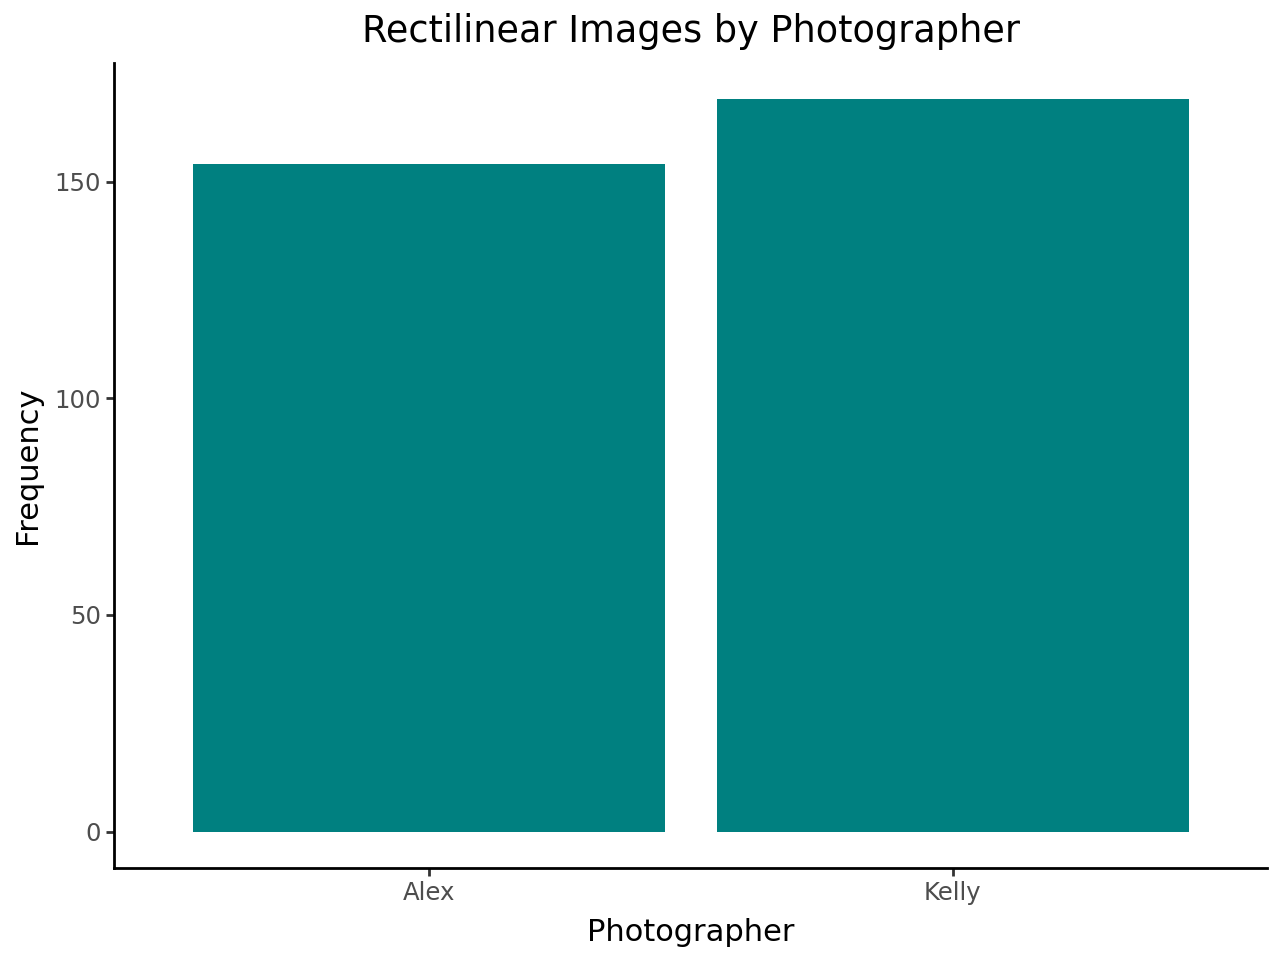 Rectilinear Images by Photographer
Frequency
150
100
50
0
Alex
Kelly
Photographer